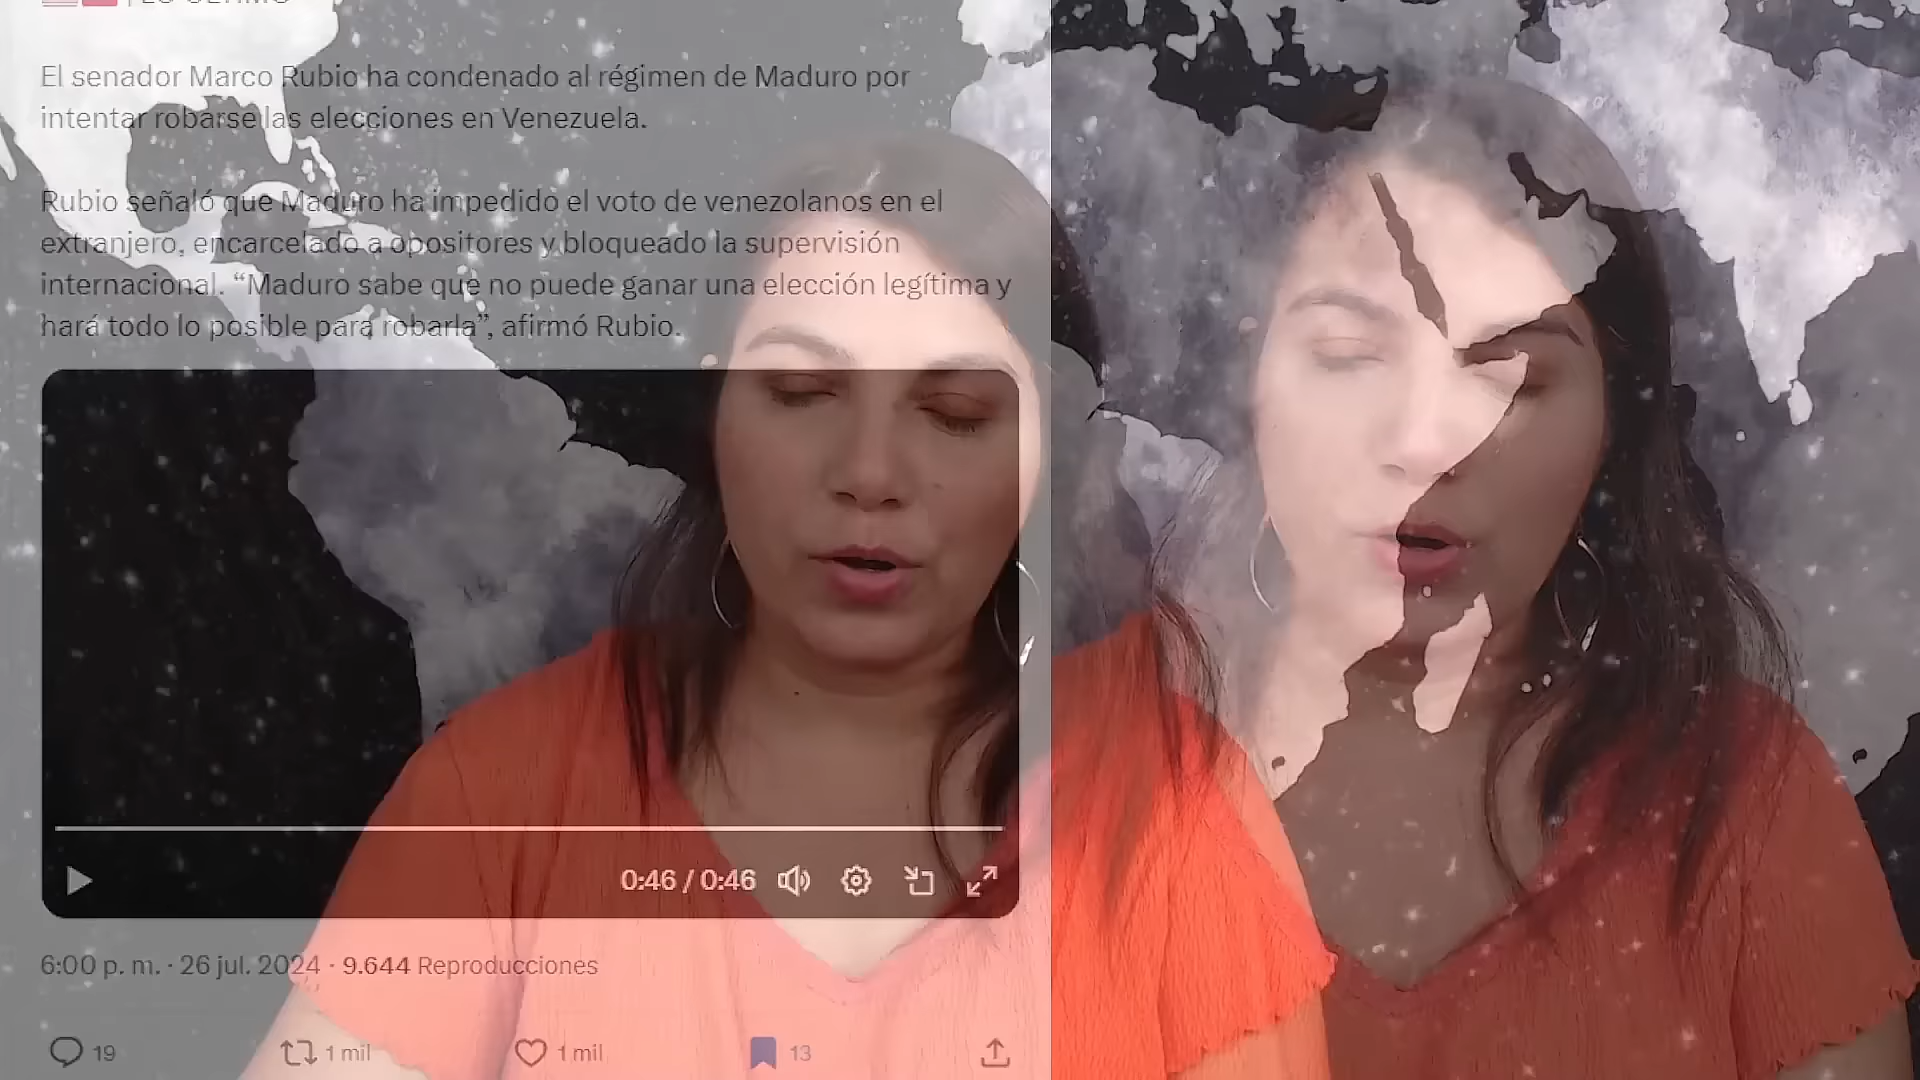 El senador Marco Rubio ha condenado al régimen de Maduro por
intentar robarse las elecciones en Venezuela.
Rubio señaló que Maduro ha impedido el voto de venezolanos en el
extranjero, encarcelado a opositores y bloqueado la supervisión
internacional. “Maduro sabe que no puede ganar una elección legítima y
hará todo lo posible para robarla”, afirmó Rubio.
0:46 / 0:46
6:00 p. m. · 26 jul. 2024 · 9.644 Reproducciones
19 1 mil 1 mil 13